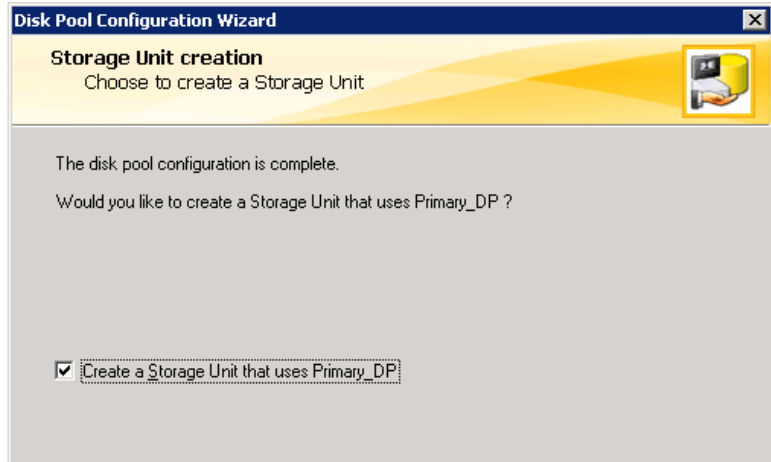 Disk Pool Configuration Wizard
Storage Unit creation
Choose to create a Storage Unit
The disk pool configuration is complete.
Would you like to create a Storage Unit that uses Primary_DP ?
Create a Storage Unit that uses Primary_DP